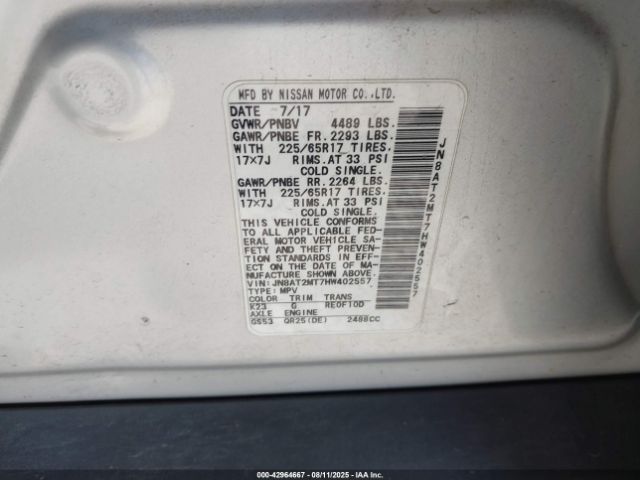 MFD BY NISSAN MOTOR CO.,LTD.
DATE 7/17
GVWR/PNBV 4489 LBS.
GAWR/PNBE FR. 2293 LBS.
WITH 225/65R17 TIRES.
17×7J RIMS. AT 33 PSI
COLD SINGLE.
GAWR/PNBE RR. 2264 LBS.
WITH 225/65R17 TIRES.
17×7J RIMS. AT 33 PSI
COLD SINGLE.
THIS VEHICLE CONFORMS
TO ALL APPLICABLE FED-
ERAL MOTOR VEHICLE SA-
FETY AND THEFT PREVEN-
TION STANDARDS IN EFF-
ECT ON THE DATE OF MA-
NUFACTURE SHOWN ABOVE.
VIN: JN8AT2MT7HW402557
TYPE: MPV
COLOR TRIM TRANS
K23 G RE0F10D
AXLE ENGINE
GS53 QR25(DE) 2488CC
JN8AT2MT7HW402557
000-42964667 - 08/11/2025 - IAAI.COM